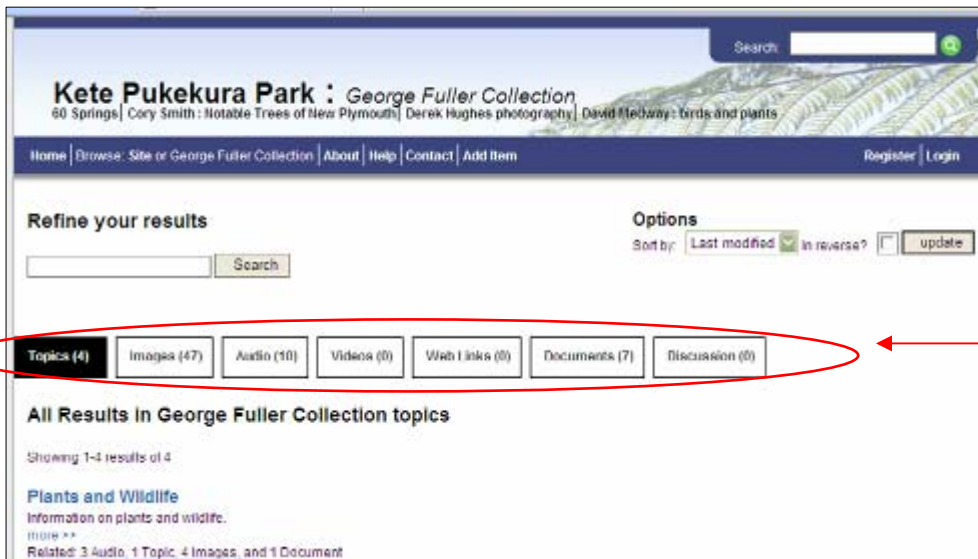 Search:
Kete Pukekura Park : George Fuller Collection
60 Springs| Cory Smith : Notable Trees of New Plymouth| Derek Hughes photography| David Medway : birds and plants
Home | Browse: Site or George Fuller Collection | About | Help | Contact | Add Item Register | Login
Refine your results
Options
Sort by: Last modified In reverse? update
Search
Topics (4) Images (47) Audio (10) Videos (0) Web Links (0) Documents (7) Discussion (0)
All Results in George Fuller Collection topics
Showing 1-4 results of 4
Plants and Wildlife
Information on plants and wildlife.
more >>
Related: 3 Audio, 1 Topic, 4 Images, and 1 Document